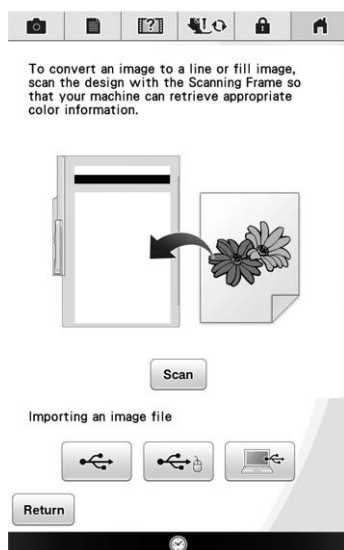 [?]
To convert an image to a line or fill image,
scan the design with the Scanning Frame so
that your machine can retrieve appropriate
color information.
Scan
Importing an image file
Return